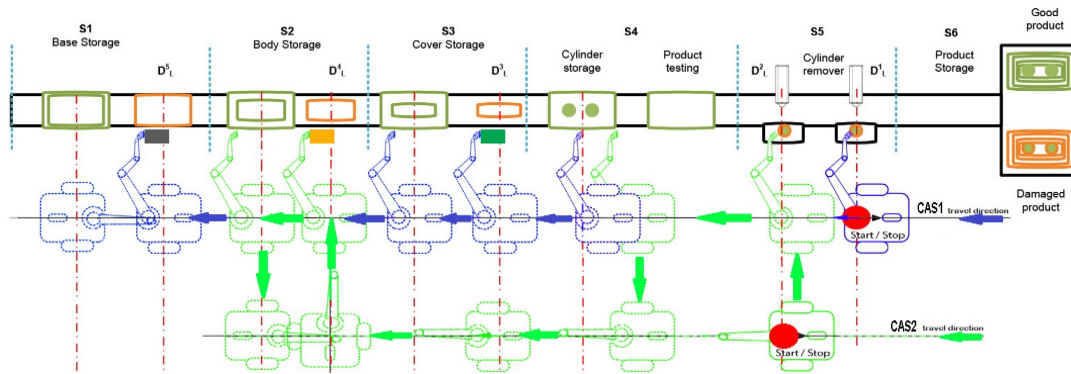 S1
Base Storage
S2
Body Storage
S3
Cover Storage
S4
Cylinder
storage
Product
testing
S5
Cylinder
remover
S6
Product
Storage
Good
product
D⁵L
D⁴L
D³L
D²L
D¹L
Damaged
product
CAS1 travel direction
Start / Stop
CAS2 travel direction
Start / Stop